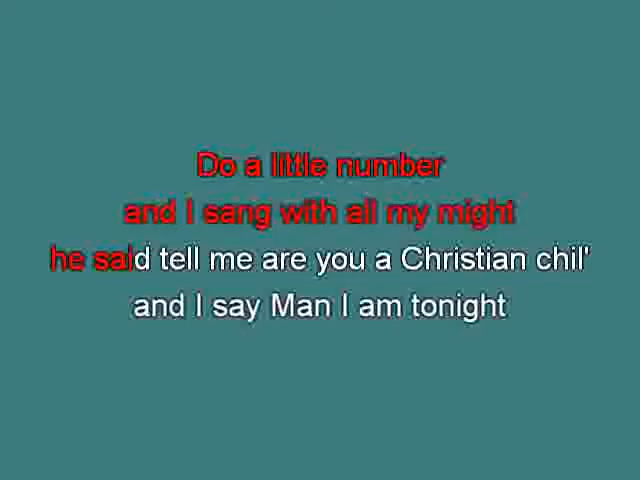 Do a little number
and I sang with all my might
he said tell me are you a Christian chil'
and I say Man I am tonight